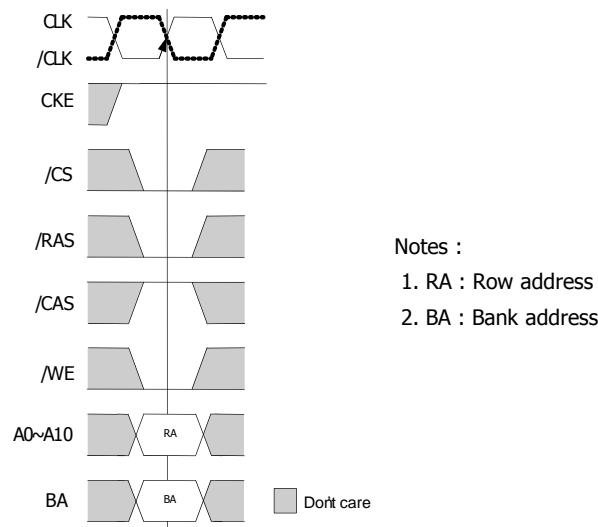 CLK
/CLK
CKE
/CS
/RAS
/CAS
/WE
A0~A10
RA
BA
BA
Don't care
Notes :
1. RA : Row address
2. BA : Bank address